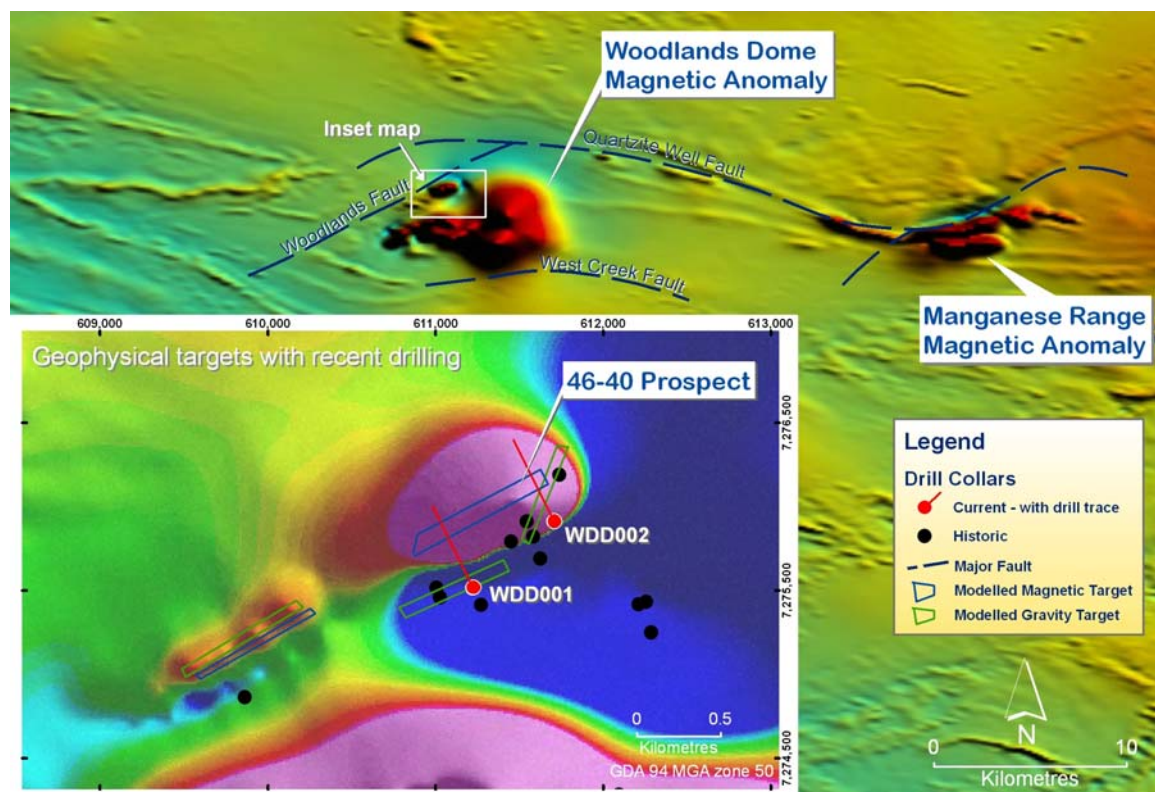 Woodlands Dome
Magnetic Anomaly
Inset map
Quartzite Well Fault
Woodlands Fault
West Creek Fault
Manganese Range
Magnetic Anomaly
609,000
610,000
611,000
612,000
613,000
Geophysical targets with recent drilling
46-40 Prospect
7,276,500
WDD002
WDD001
7,275,500
0 0.5
Kilometres
GDA 94 MGA zone 50
7,274,500
Legend
Drill Collars
Current - with drill trace
Historic
Major Fault
Modelled Magnetic Target
Modelled Gravity Target
N
0 10
Kilometres